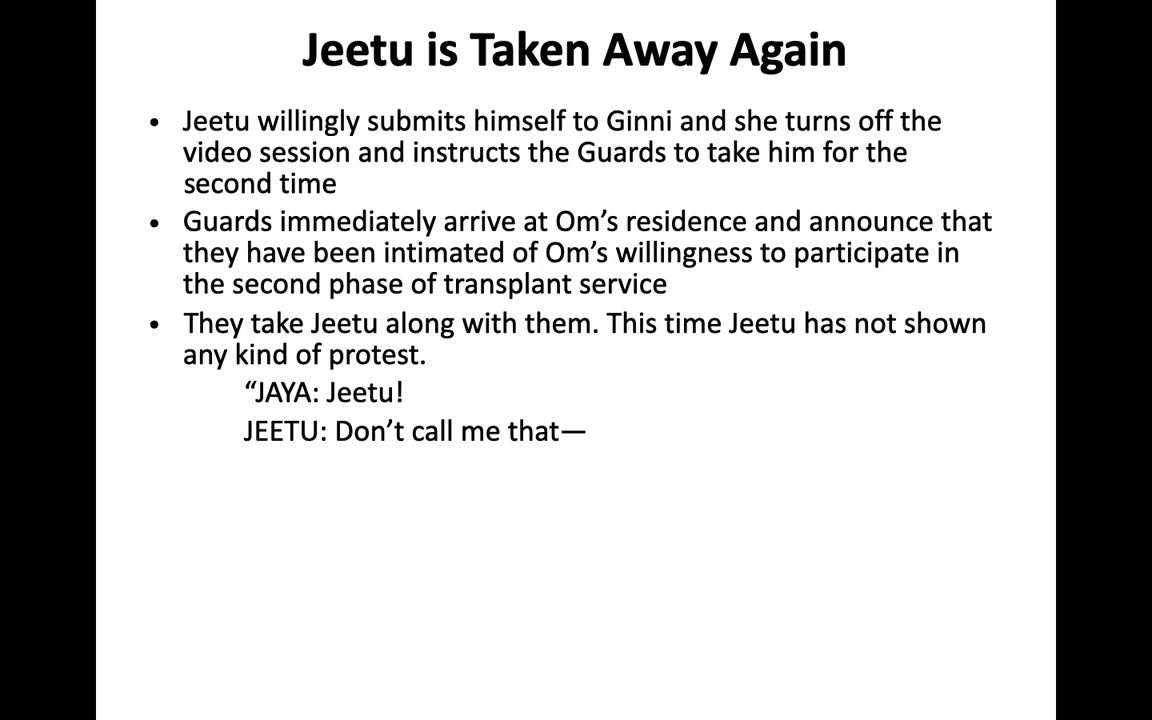 Jeetu is Taken Away Again
• Jeetu willingly submits himself to Ginni and she turns off the
video session and instructs the Guards to take him for the
second time
• Guards immediately arrive at Om’s residence and announce that
they have been intimated of Om’s willingness to participate in
the second phase of transplant service
• They take Jeetu along with them. This time Jeetu has not shown
any kind of protest.
“JAYA: Jeetu!
JEETU: Don’t call me that—